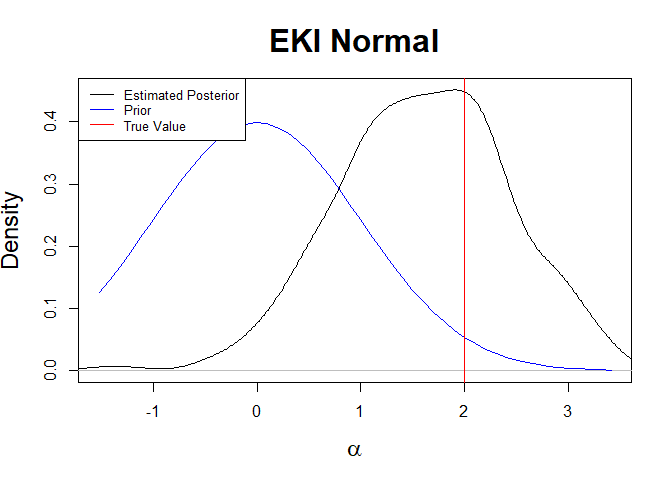 EKI Normal
Estimated Posterior
Prior
True Value
Density
0.4
0.3
0.2
0.1
0.0
-1 0 1 2 3
α